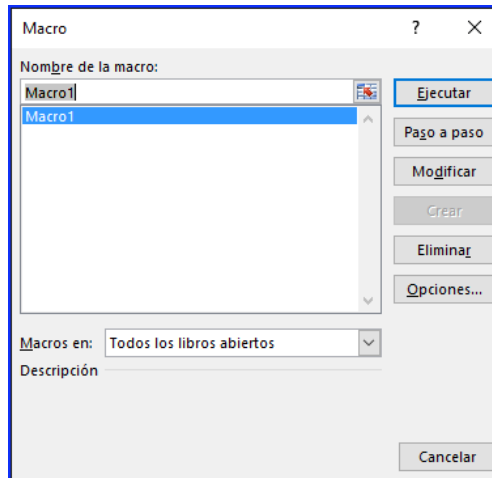 Macro
Nombre de la macro:
Macro1
Macro1
Ejecutar
Paso a paso
Modificar
Crear
Eliminar
Opciones...
Macros en: Todos los libros abiertos
Descripción
Cancelar